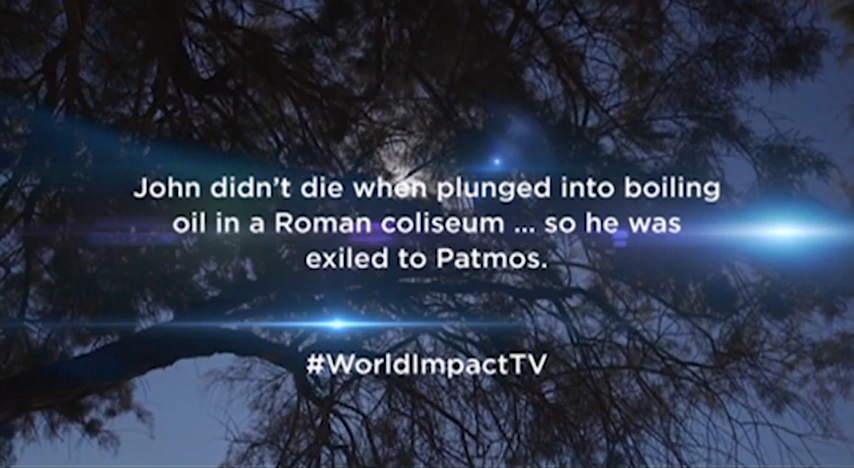 John didn't die when plunged into boiling
oil in a Roman coliseum ... so he was
exiled to Patmos.
#WorldImpactTV